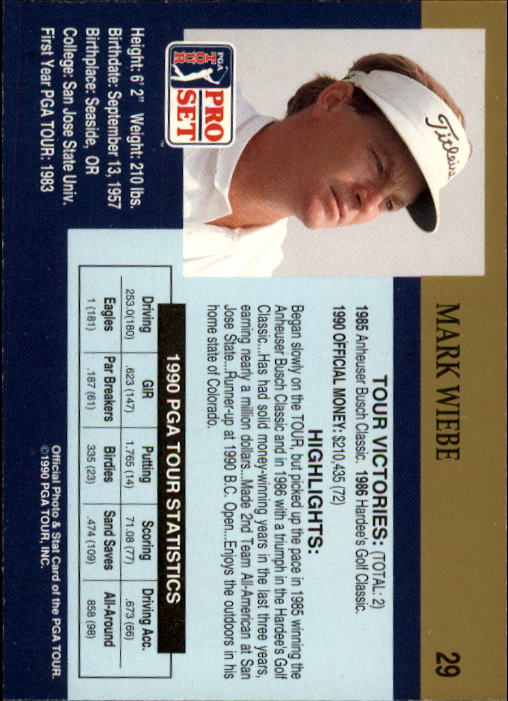 MARK WIEBE
29
Titleist
PGA
TOUR
PRO
SET
TM
Height: 6' 2" Weight: 210 lbs.
Birthdate: September 13, 1957
Birthplace: Seaside, OR
College: San Jose State Univ.
First Year PGA TOUR: 1983
TOUR VICTORIES: (TOTAL: 2)
1985 Anheuser Busch Classic. 1986 Hardee's Golf Classic.
1990 OFFICIAL MONEY: $210,435 (72)
HIGHLIGHTS:
Began slowly on the TOUR, but picked up the pace in 1985 winning the
Anheuser Busch Classic and in 1986 with a triumph in the Hardee's Golf
Classic...Has had solid money-winning years in the last three years,
earning nearly a million dollars...Made 2nd Team All-American at San
Jose State...Runner-up at 1990 B.C. Open...Enjoys the outdoors in his
home state of Colorado.
1990 PGA TOUR STATISTICS
Driving GIR Putting Scoring Driving Acc.
253.0(180) .623 (147) 1.765 (14) 71.08 (77) .673 (66)
Eagles Par Breakers Birdies Sand Saves All-Around
1 (181) .187 (61) 335 (23) .474 (109) 858 (98)
Official Photo & Stat Card of the PGA TOUR.
©1990 PGA TOUR, INC.